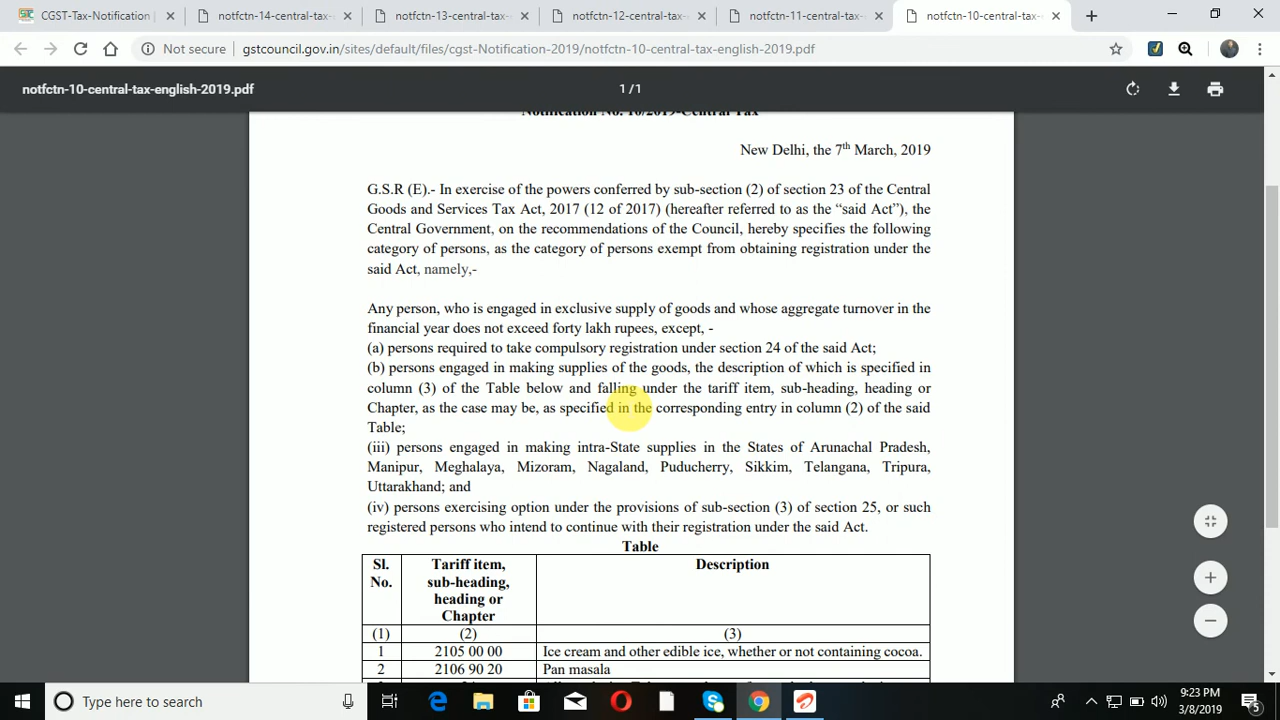 CGST-Tax-Notification
notfctn-14-central-tax-
notfctn-13-central-tax-
notfctn-12-central-tax-
notfctn-11-central-tax-
notfctn-10-central-tax-
Not secure
gstcouncil.gov.in/sites/default/files/cgst-Notification-2019/notfctn-10-central-tax-english-2019.pdf
notfctn-10-central-tax-english-2019.pdf
1 / 1
Notification No. 10/2019-Central Tax
New Delhi, the 7th March, 2019
G.S.R (E).- In exercise of the powers conferred by sub-section (2) of section 23 of the Central
Goods and Services Tax Act, 2017 (12 of 2017) (hereafter referred to as the “said Act”), the
Central Government, on the recommendations of the Council, hereby specifies the following
category of persons, as the category of persons exempt from obtaining registration under the
said Act, namely,-
Any person, who is engaged in exclusive supply of goods and whose aggregate turnover in the
financial year does not exceed forty lakh rupees, except, -
(a) persons required to take compulsory registration under section 24 of the said Act;
(b) persons engaged in making supplies of the goods, the description of which is specified in
column (3) of the Table below and falling under the tariff item, sub-heading, heading or
Chapter, as the case may be, as specified in the corresponding entry in column (2) of the said
Table;
(iii) persons engaged in making intra-State supplies in the States of Arunachal Pradesh,
Manipur, Meghalaya, Mizoram, Nagaland, Puducherry, Sikkim, Telangana, Tripura,
Uttarakhand; and
(iv) persons exercising option under the provisions of sub-section (3) of section 25, or such
registered persons who intend to continue with their registration under the said Act.
Table
Sl. No.
Tariff item, sub-heading, heading or Chapter
Description
(1) (2) (3)
1 2105 00 00 Ice cream and other edible ice, whether or not containing cocoa.
2 2106 90 20 Pan masala
Type here to search
9:23 PM
3/8/2019
5